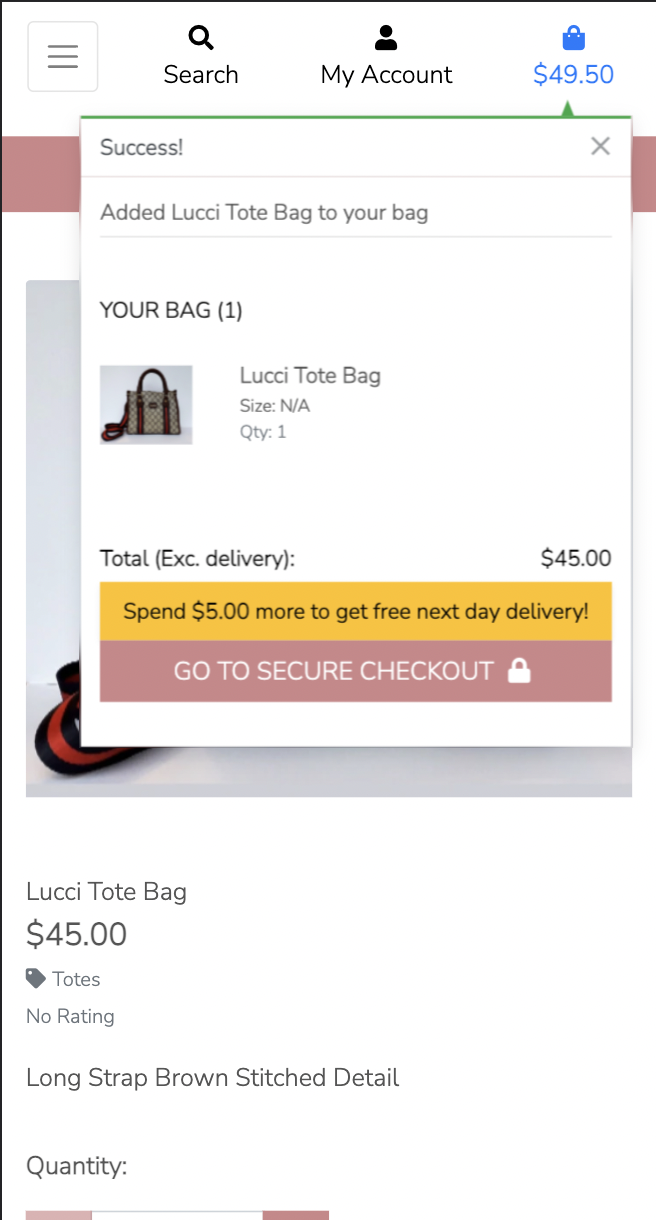 Search
My Account
$49.50
Success!
Added Lucci Tote Bag to your bag
YOUR BAG (1)
Lucci Tote Bag
Size: N/A
Qty: 1
Total (Exc. delivery):
$45.00
Spend $5.00 more to get free next day delivery!
GO TO SECURE CHECKOUT
Lucci Tote Bag
$45.00
Totes
No Rating
Long Strap Brown Stitched Detail
Quantity: